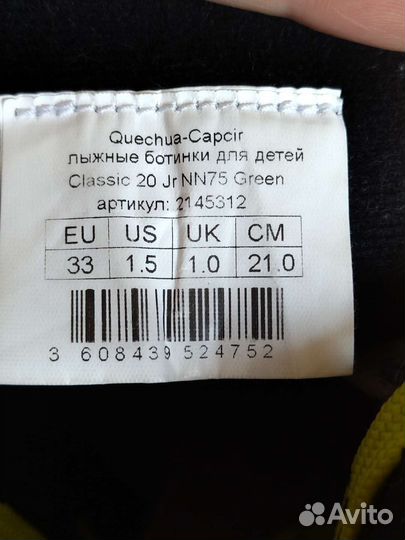 Quechua-Capcir
лыжные ботинки для детей
Classic 20 Jr NN75 Green
артикул: 2145312
EU US UK CM
33 1.5 1.0 21.0
3 608439 524752
Avito